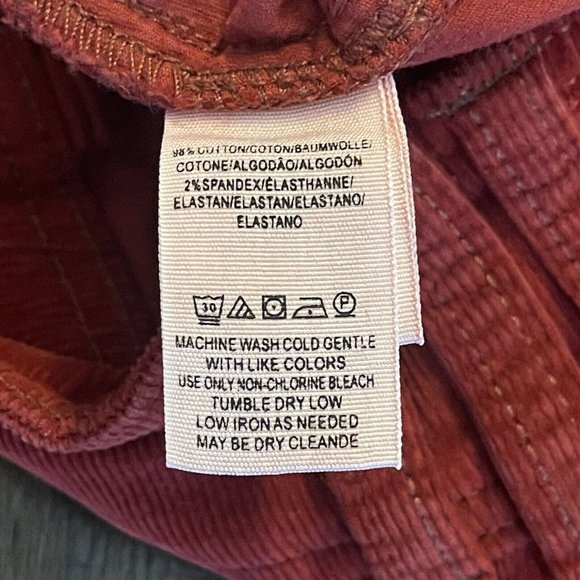 98% COTTON/COTON/BAUMWOLLE/
COTONE/ALGODÃO/ALGODÓN
2%SPANDEX/ÉLASTHANNE/
ELASTAN/ELASTAN/ELASTANO/
ELASTANO
30 P
MACHINE WASH COLD GENTLE
WITH LIKE COLORS
USE ONLY NON-CHLORINE BLEACH
TUMBLE DRY LOW
LOW IRON AS NEEDED
MAY BE DRY CLEANDE